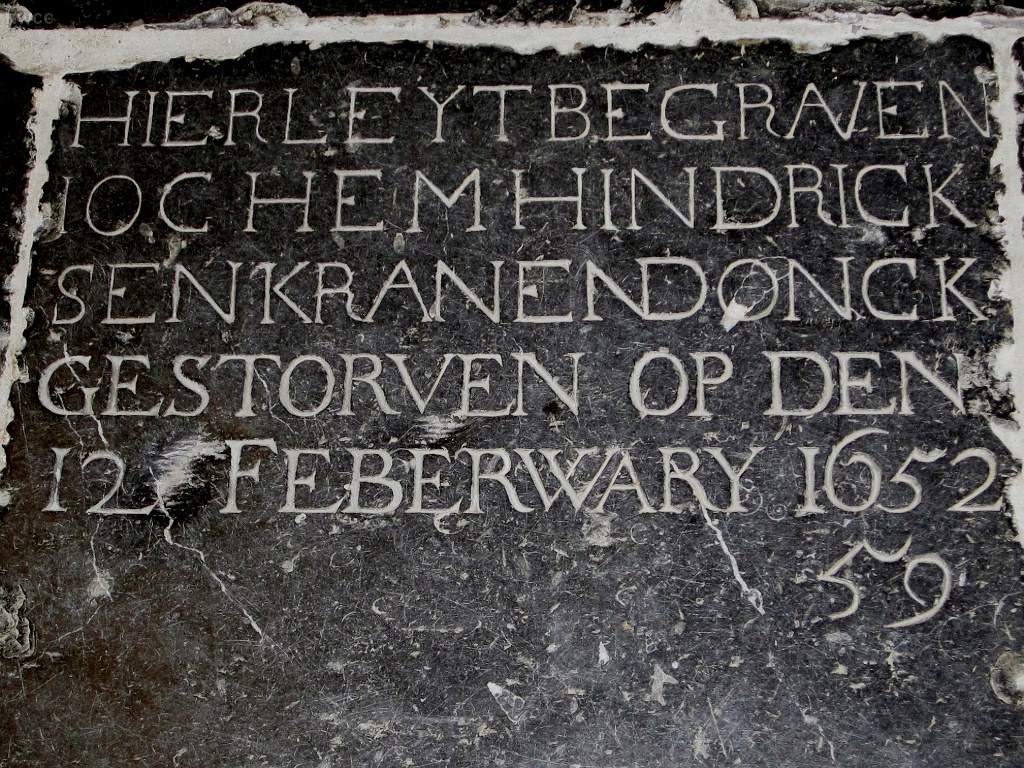 HIER LEYT BEGRAVEN
IOCHEM HINDRICK
SEN KRANENDONCK
GESTORVEN OP DEN
12 FEBERWARY 1652
59